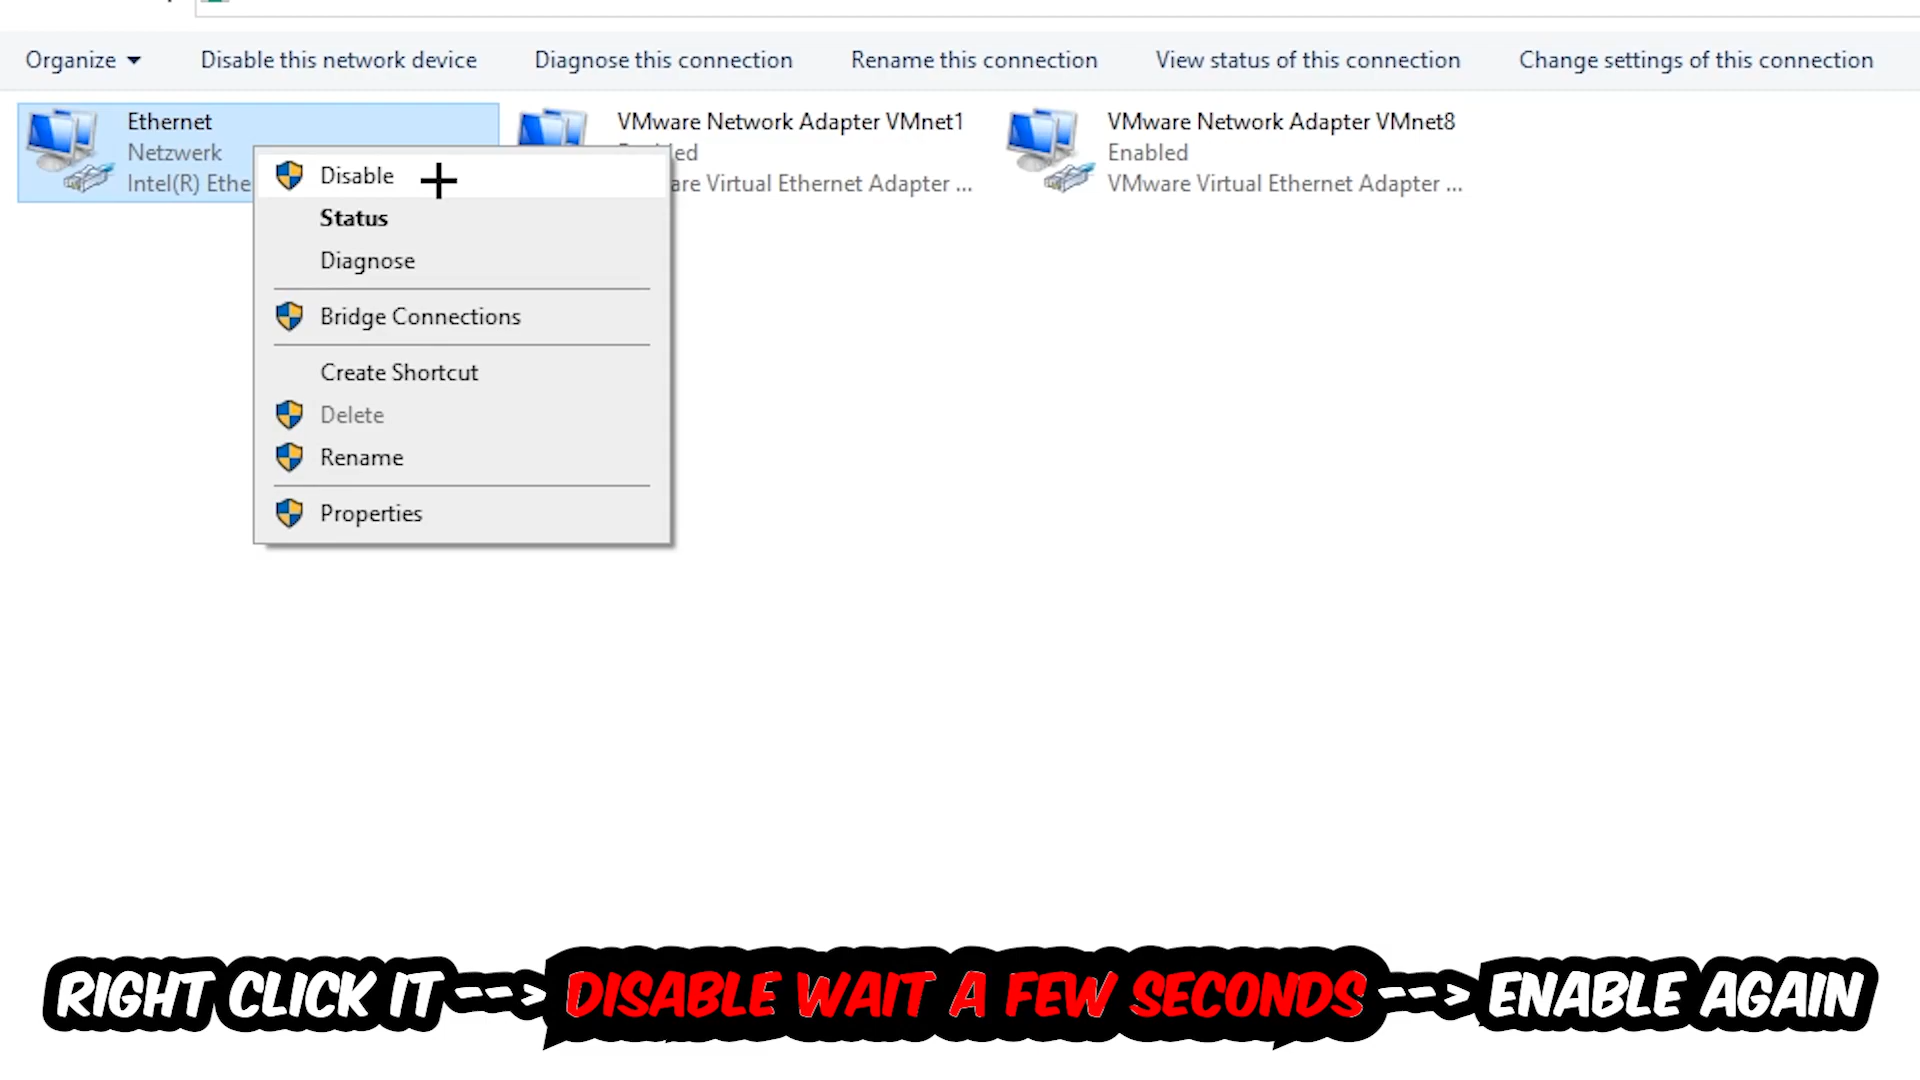 Organize Disable this network device Diagnose this connection Rename this connection View status of this connection Change settings of this connection
Ethernet
Netzwerk
Intel(R) Ethe
VMware Network Adapter VMnet1
are Virtual Ethernet Adapter ...
VMware Network Adapter VMnet8
Enabled
VMware Virtual Ethernet Adapter ...
Disable
Status
Diagnose
Bridge Connections
Create Shortcut
Delete
Rename
Properties
RIGHT CLICK IT --> DISABLE WAIT A FEW SECONDS --> ENABLE AGAIN